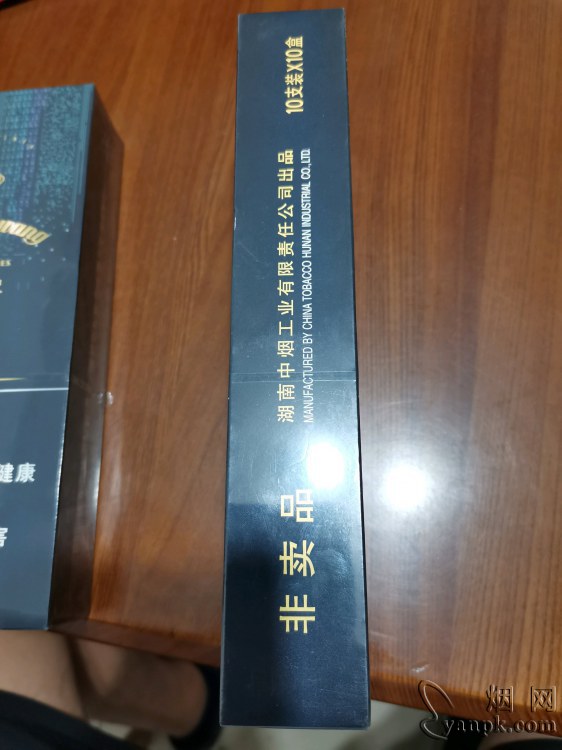 非卖品
湖南中烟工业有限责任公司出品
MANUFACTURED BY CHINA TOBACCO HUNAN INDUSTRIAL CO.,LTD.
10支装X10盒
健康
烟网
yanpk.com